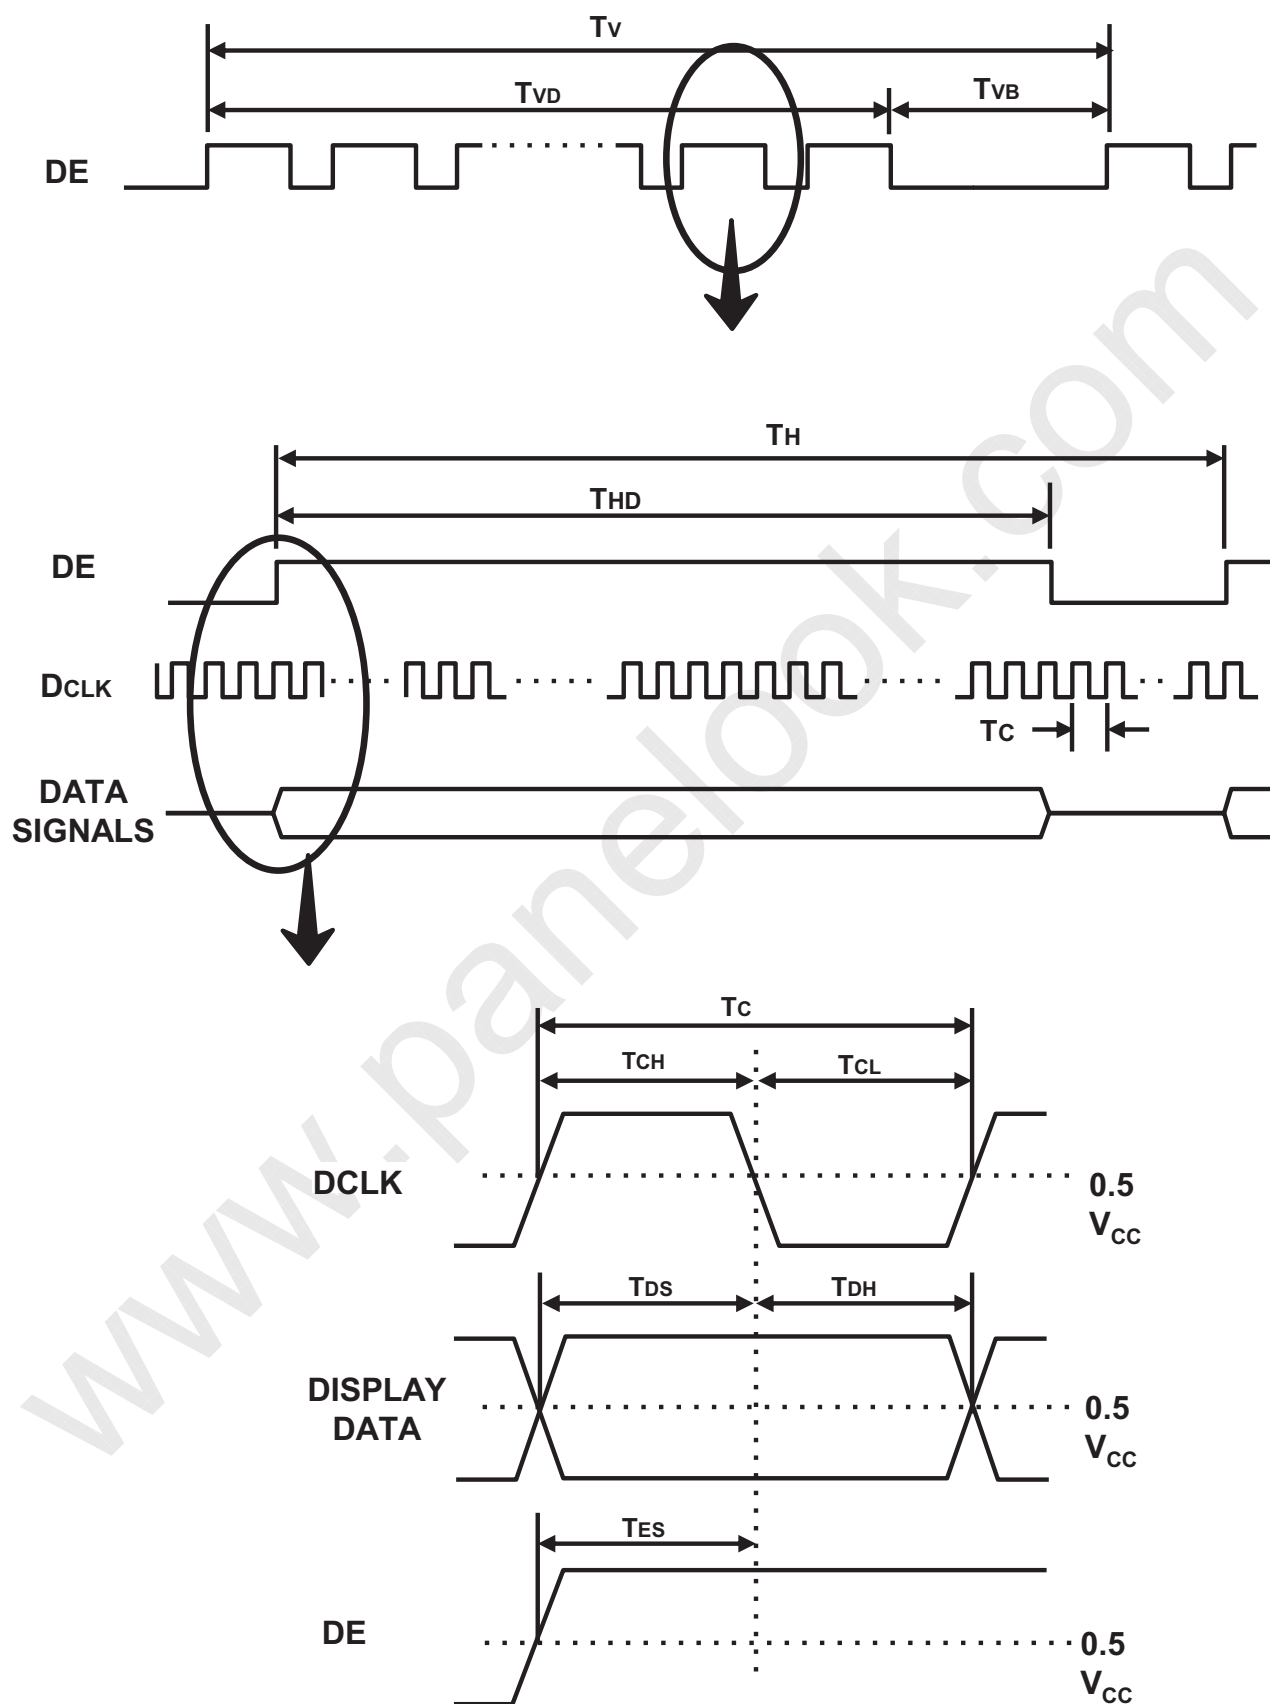 TV
TVD
TVB
DE
TH
THD
DE
DCLK
TC
DATA
SIGNALS
TC
TCH
TCL
DCLK
0.5
VCC
TDS
TDH
DISPLAY
DATA
0.5
VCC
TES
DE
0.5
VCC
www.panelook.com